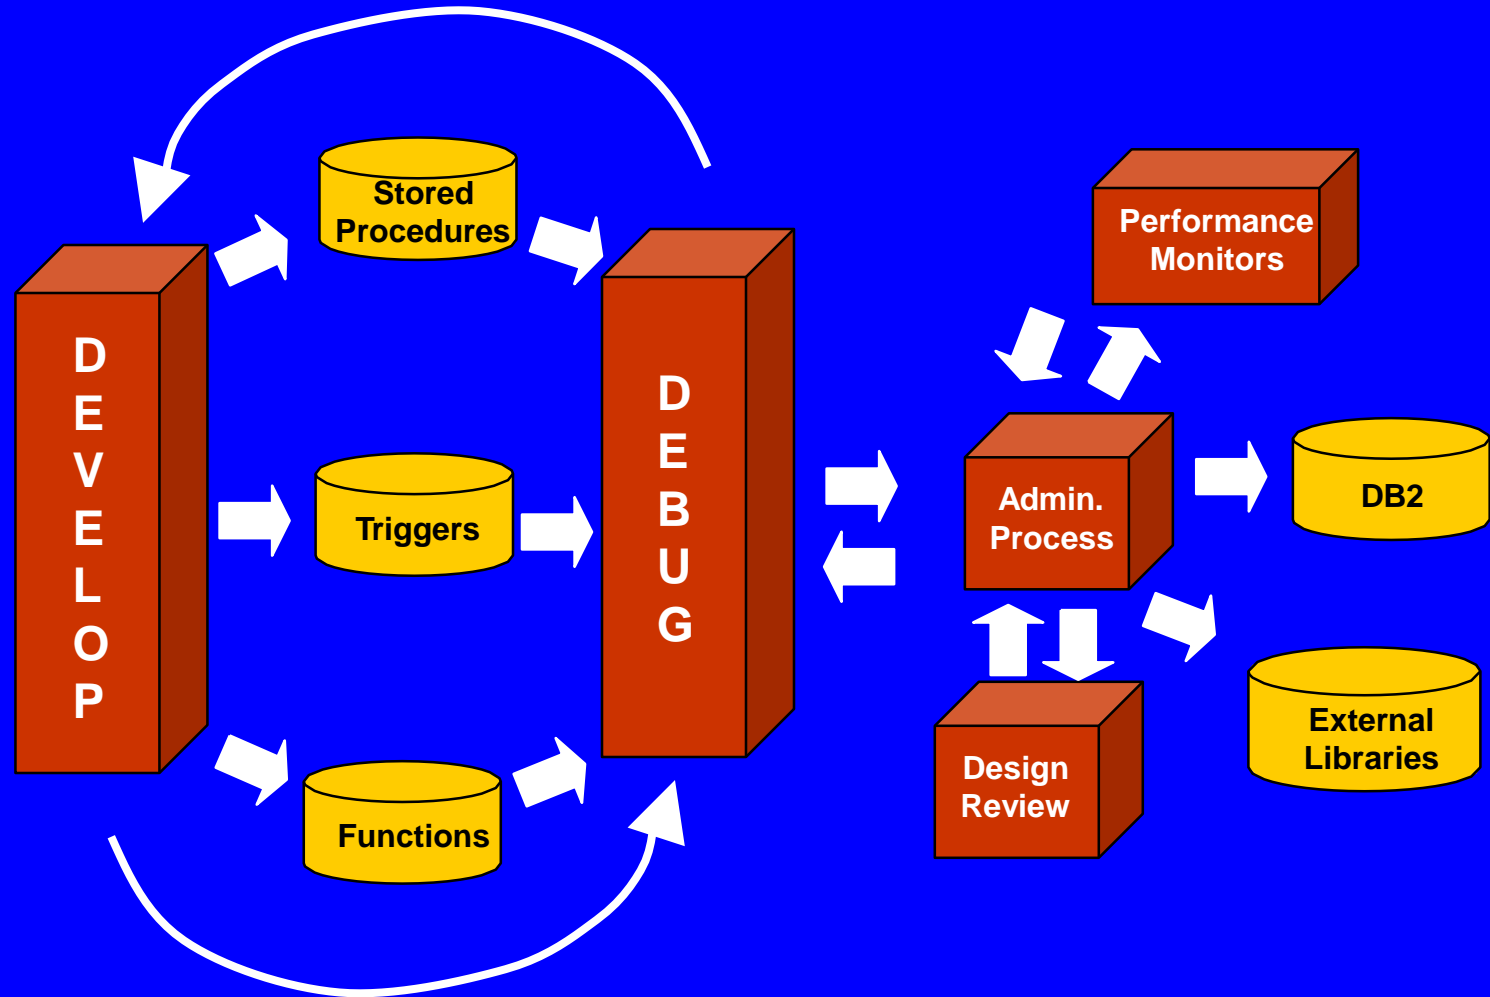 D
E
V
E
L
O
P
Stored
Procedures
Triggers
Functions
D
E
B
U
G
Performance
Monitors
Admin.
Process
DB2
External
Libraries
Design
Review